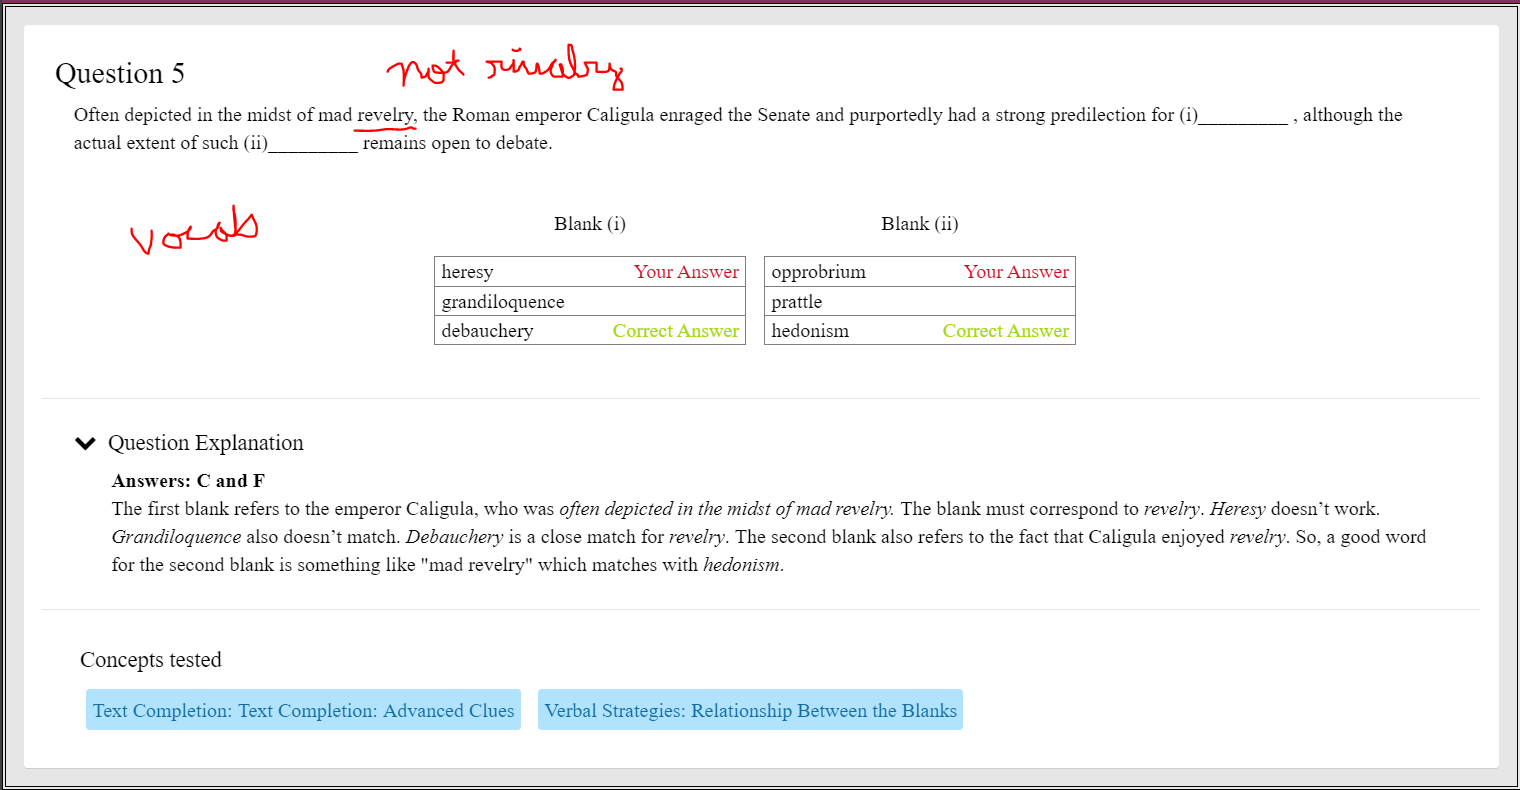 not rivalry
Question 5
Often depicted in the midst of mad revelry, the Roman emperor Caligula enraged the Senate and purportedly had a strong predilection for (i)_________ , although the
actual extent of such (ii)_________ remains open to debate.
vocab
Blank (i) Blank (ii)
heresy Your Answer opprobrium Your Answer
grandiloquence prattle
debauchery Correct Answer hedonism Correct Answer
Question Explanation
Answers: C and F
The first blank refers to the emperor Caligula, who was often depicted in the midst of mad revelry. The blank must correspond to revelry. Heresy doesn’t work.
Grandiloquence also doesn’t match. Debauchery is a close match for revelry. The second blank also refers to the fact that Caligula enjoyed revelry. So, a good word
for the second blank is something like "mad revelry" which matches with hedonism.
Concepts tested
Text Completion: Text Completion: Advanced Clues Verbal Strategies: Relationship Between the Blanks